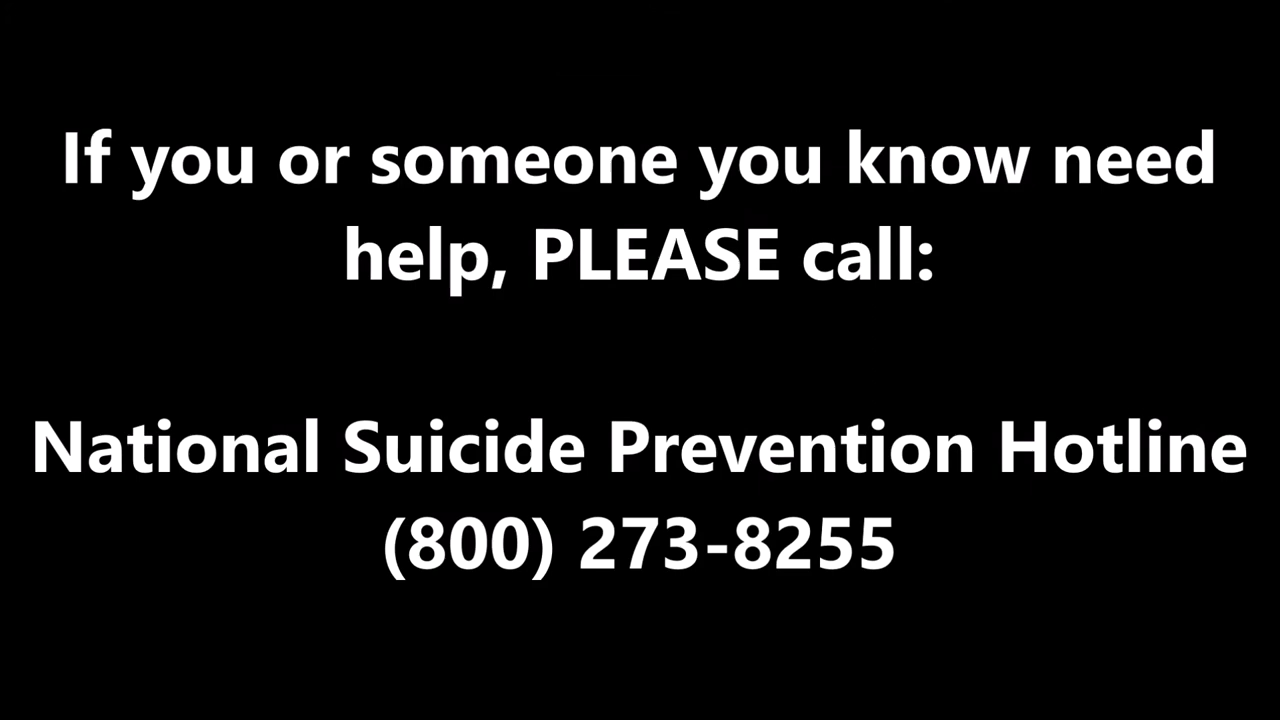 If you or someone you know need
help, PLEASE call:
National Suicide Prevention Hotline
(800) 273-8255